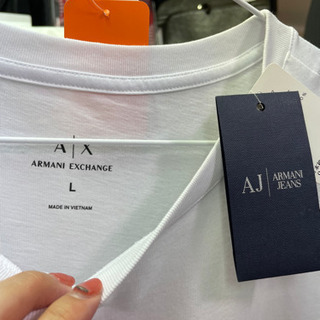 A|X
ARMANI EXCHANGE
L
MADE IN VIETNAM
AJ | ARMANI
JEANS